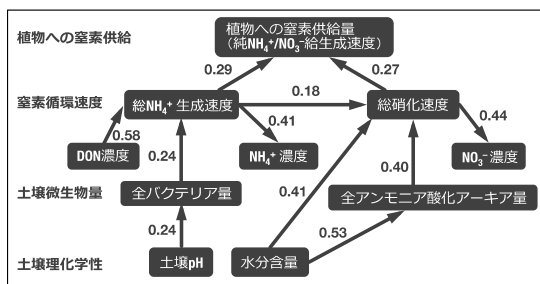 植物への窒素供給
植物への窒素供給量
(純NH₄⁺/NO₃⁻給生成速度)
0.29
0.27
窒素循環速度
総NH₄⁺ 生成速度
0.18
総硝化速度
0.58
0.41
0.44
DON濃度
0.24
NH₄⁺ 濃度
NO₃⁻濃度
0.41
0.40
土壌微生物量
全バクテリア量
全アンモニア酸化アーキア量
0.24
0.53
土壌理化学性
土壌pH
水分含量